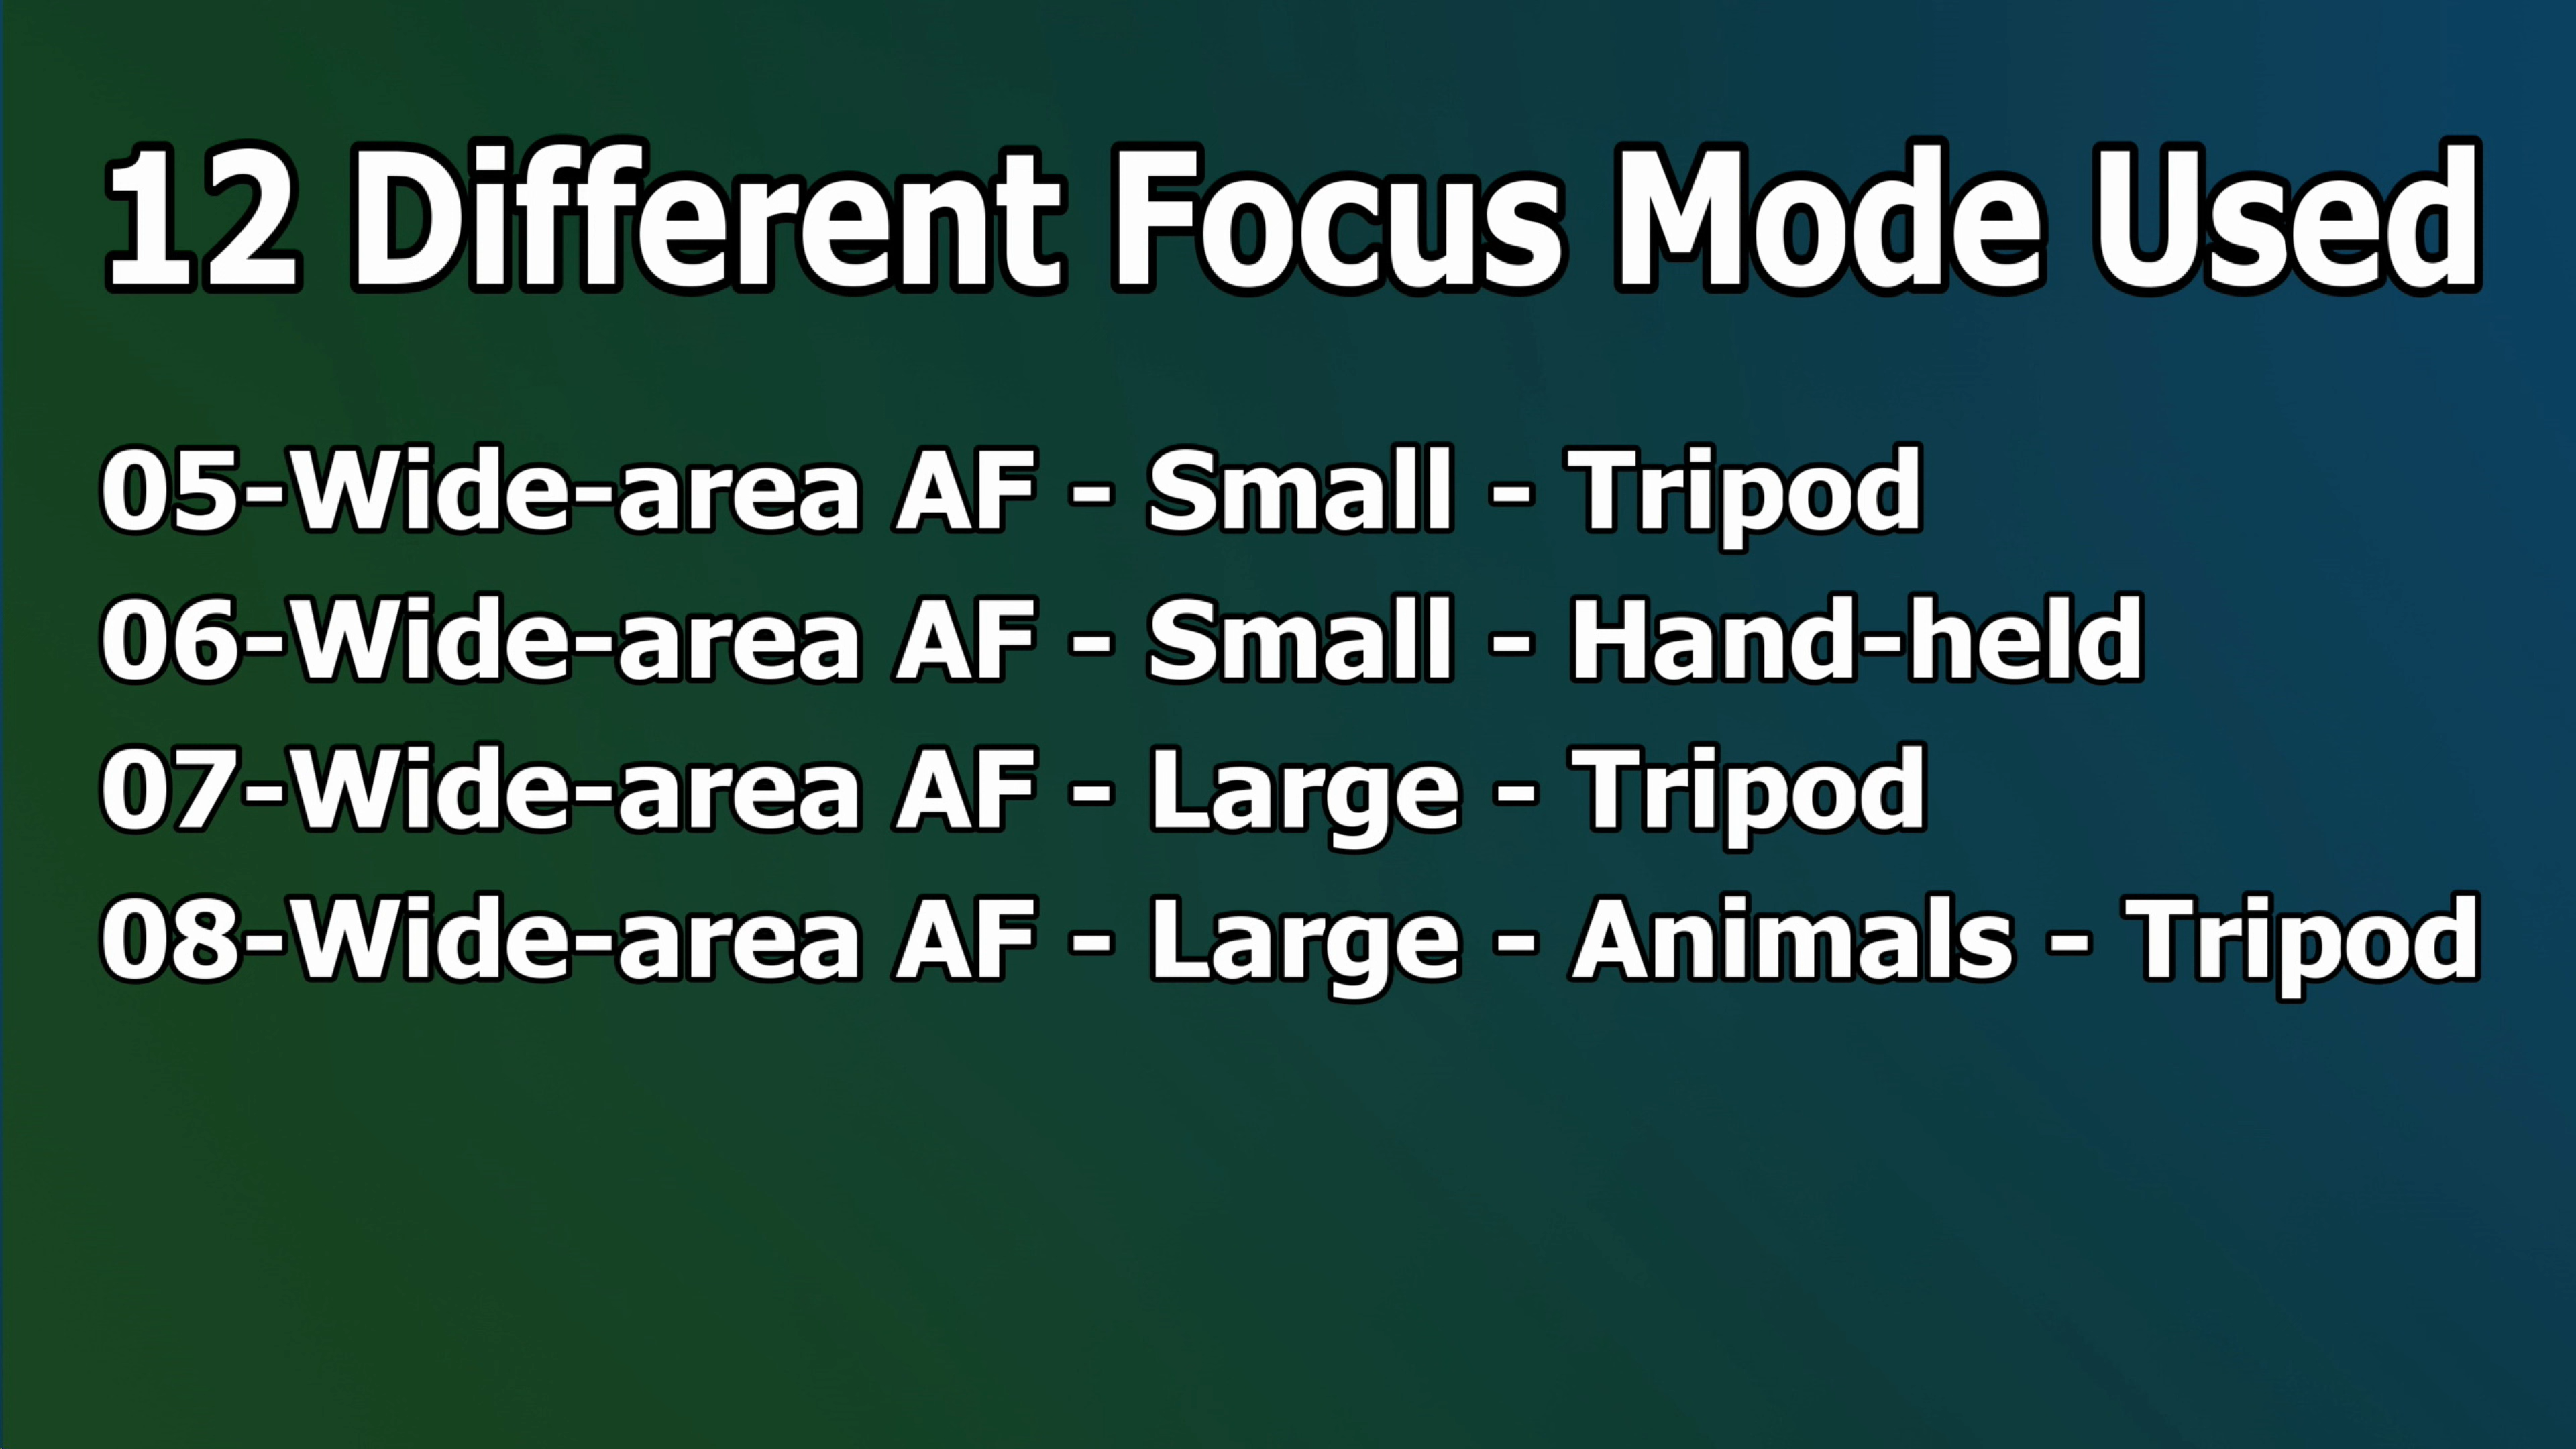 12 Different Focus Mode Used
05-Wide-area AF - Small - Tripod
06-Wide-area AF - Small - Hand-held
07-Wide-area AF - Large - Tripod
08-Wide-area AF - Large - Animals - Tripod